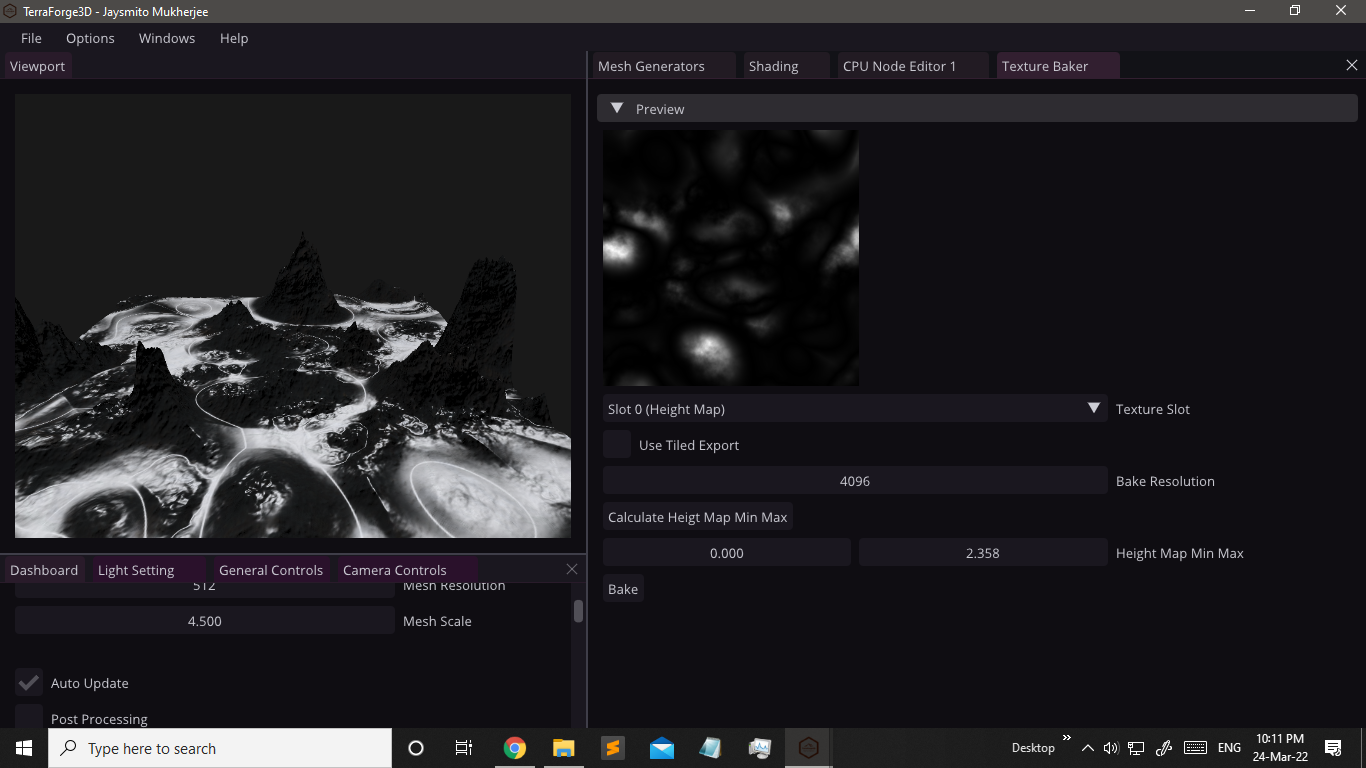 TerraForge3D - Jaysmito Mukherjee
File Options Windows Help
Viewport
Mesh Generators Shading CPU Node Editor 1 Texture Baker
Preview
Slot 0 (Height Map) Texture Slot
Use Tiled Export
4096 Bake Resolution
Calculate Heigt Map Min Max
0.000 2.358 Height Map Min Max
Bake
Dashboard Light Setting General Controls Camera Controls
512 Mesh Resolution
4.500 Mesh Scale
Auto Update
Post Processing
Type here to search
Desktop
ENG
10:11 PM
24-Mar-22